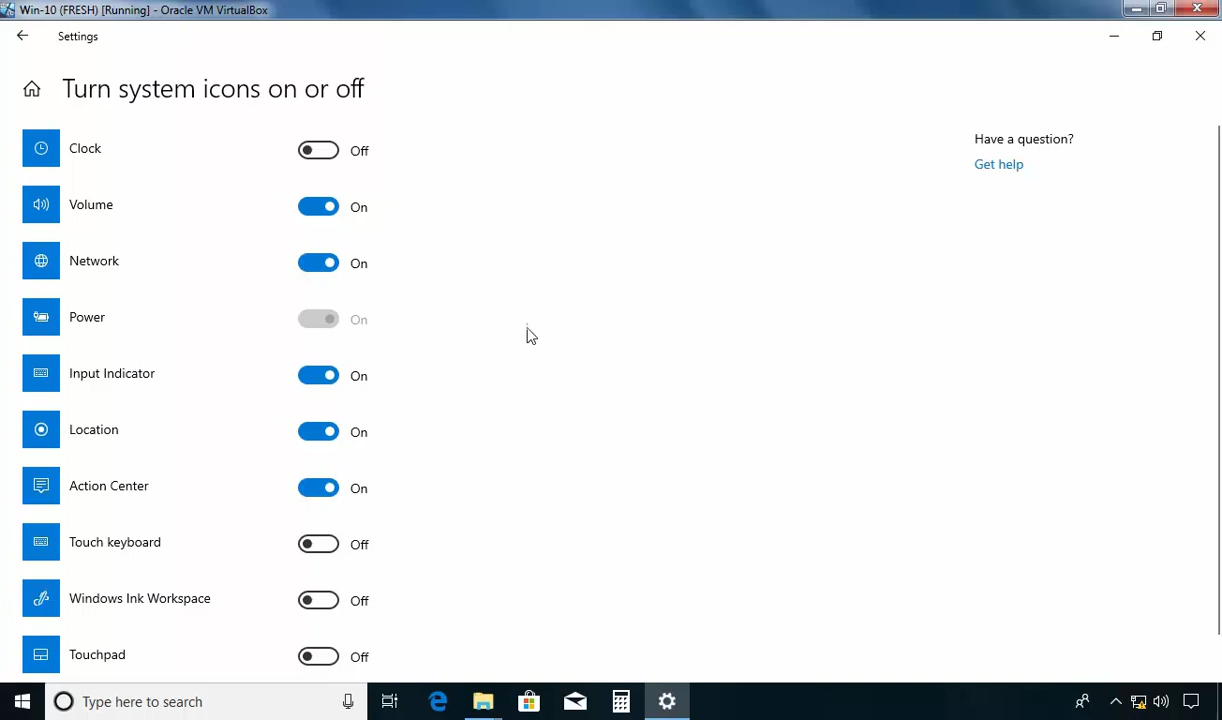 Win-10 (FRESH) [Running] - Oracle VM VirtualBox
Settings
Turn system icons on or off
Clock Off
Volume On
Network On
Power On
Input Indicator On
Location On
Action Center On
Touch keyboard Off
Windows Ink Workspace Off
Touchpad Off
Have a question?
Get help
Type here to search